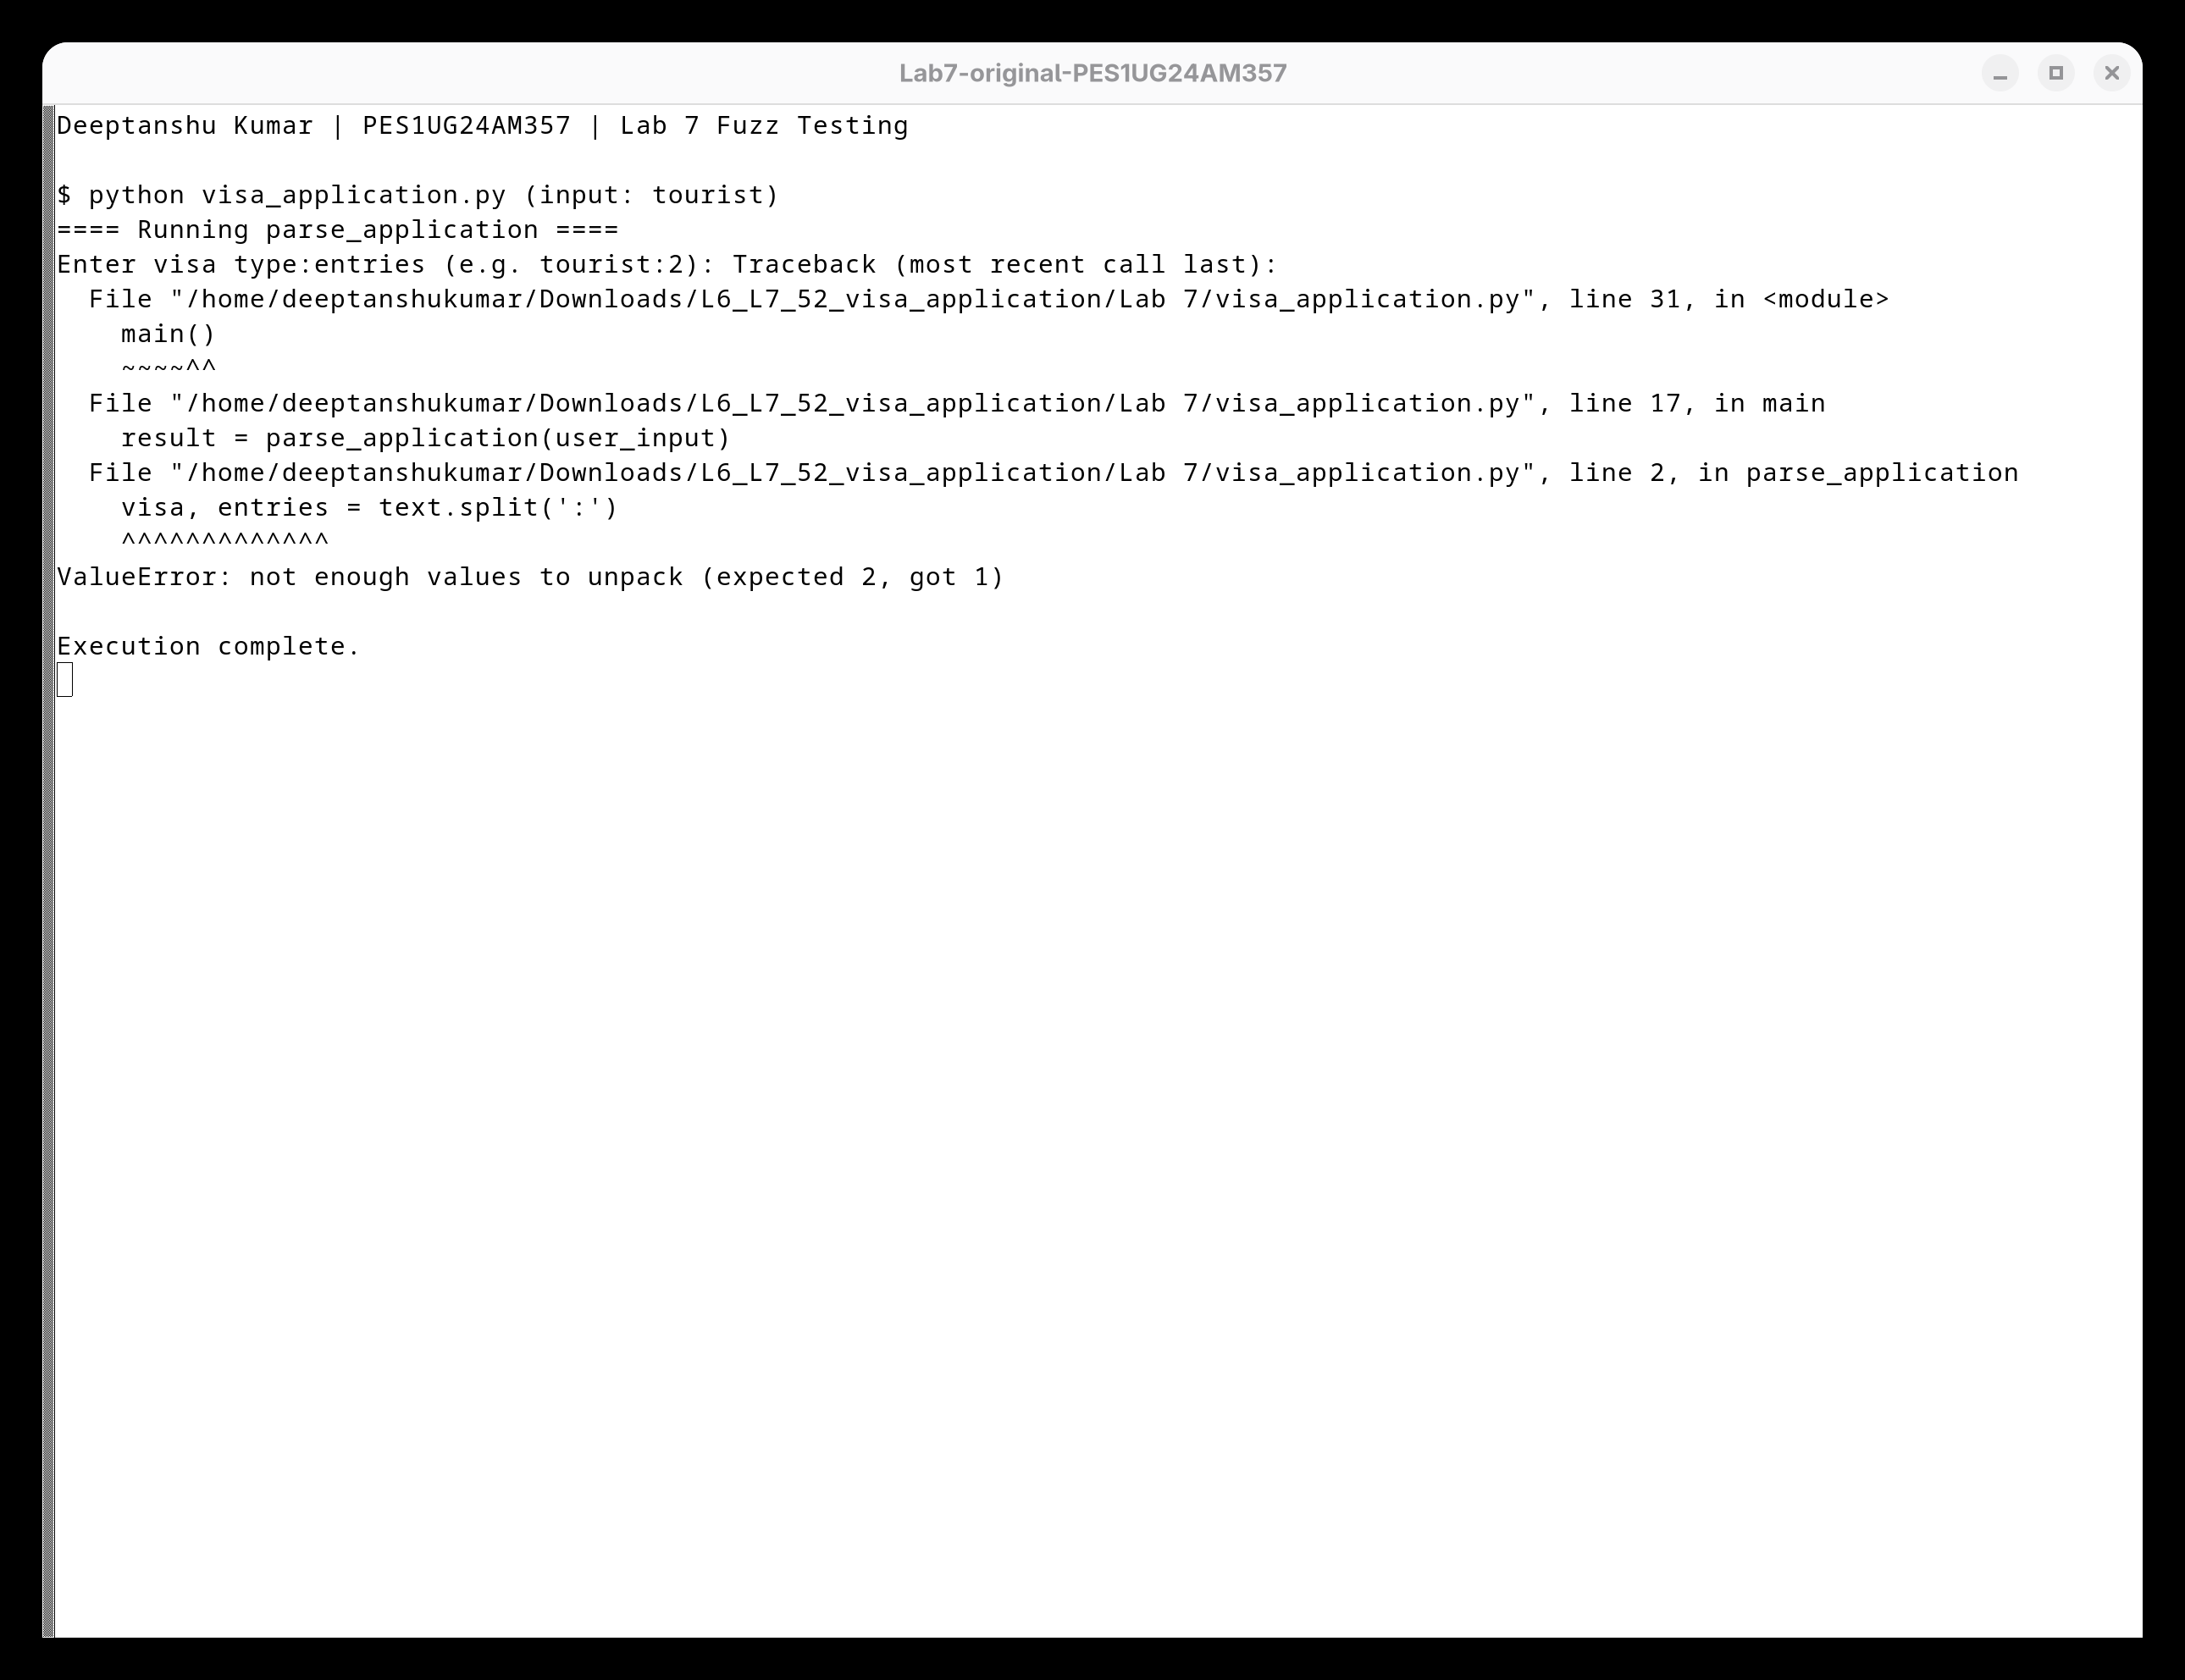 Lab7-original-PES1UG24AM357
Deeptanshu Kumar | PES1UG24AM357 | Lab 7 Fuzz Testing
$ python visa_application.py (input: tourist)
==== Running parse_application ====
Enter visa type:entries (e.g. tourist:2): Traceback (most recent call last):
  File "/home/deeptanshukumar/Downloads/L6_L7_52_visa_application/Lab 7/visa_application.py", line 31, in <module>
    main()
    ~~~~^^
  File "/home/deeptanshukumar/Downloads/L6_L7_52_visa_application/Lab 7/visa_application.py", line 17, in main
    result = parse_application(user_input)
  File "/home/deeptanshukumar/Downloads/L6_L7_52_visa_application/Lab 7/visa_application.py", line 2, in parse_application
    visa, entries = text.split(':')
    ^^^^^^^^^^^^^
ValueError: not enough values to unpack (expected 2, got 1)
Execution complete.